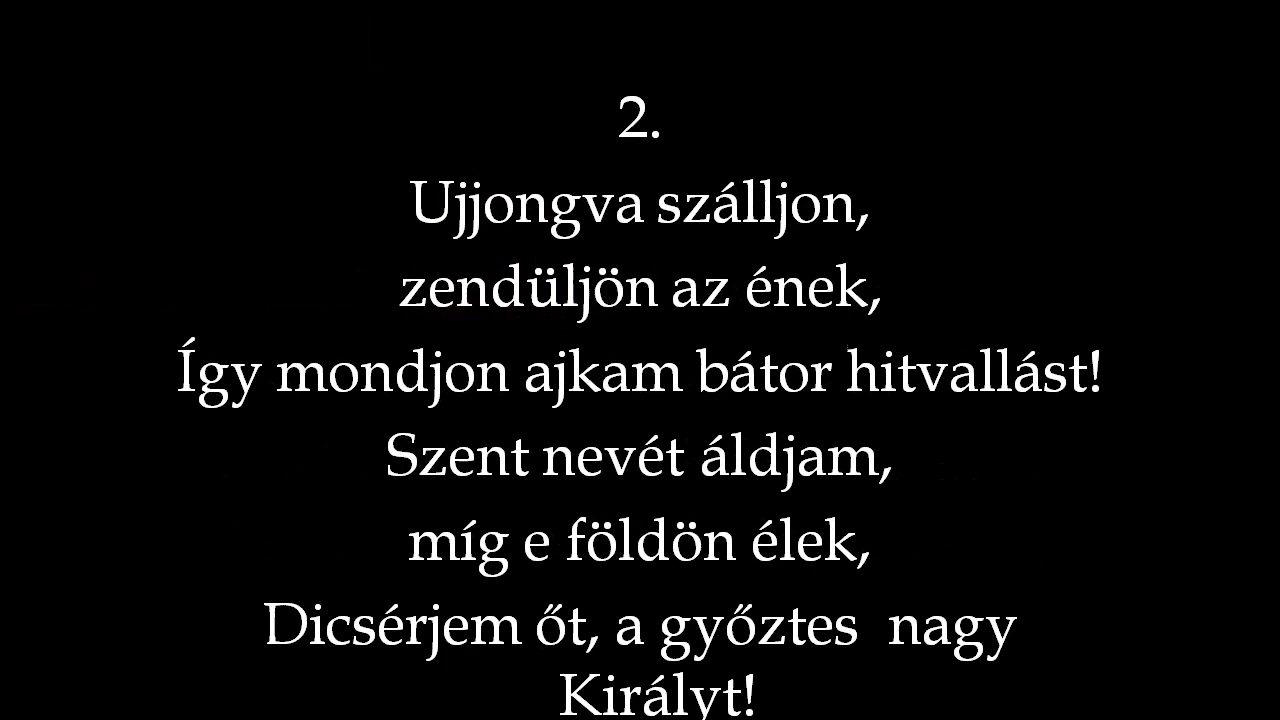 2.
Ujjongva szálljon,
zendüljön az ének,
Így mondjon ajkam bátor hitvallást!
Szent nevét áldjam,
míg e földön élek,
Dicsérjem őt, a győztes  nagy
Királyt!